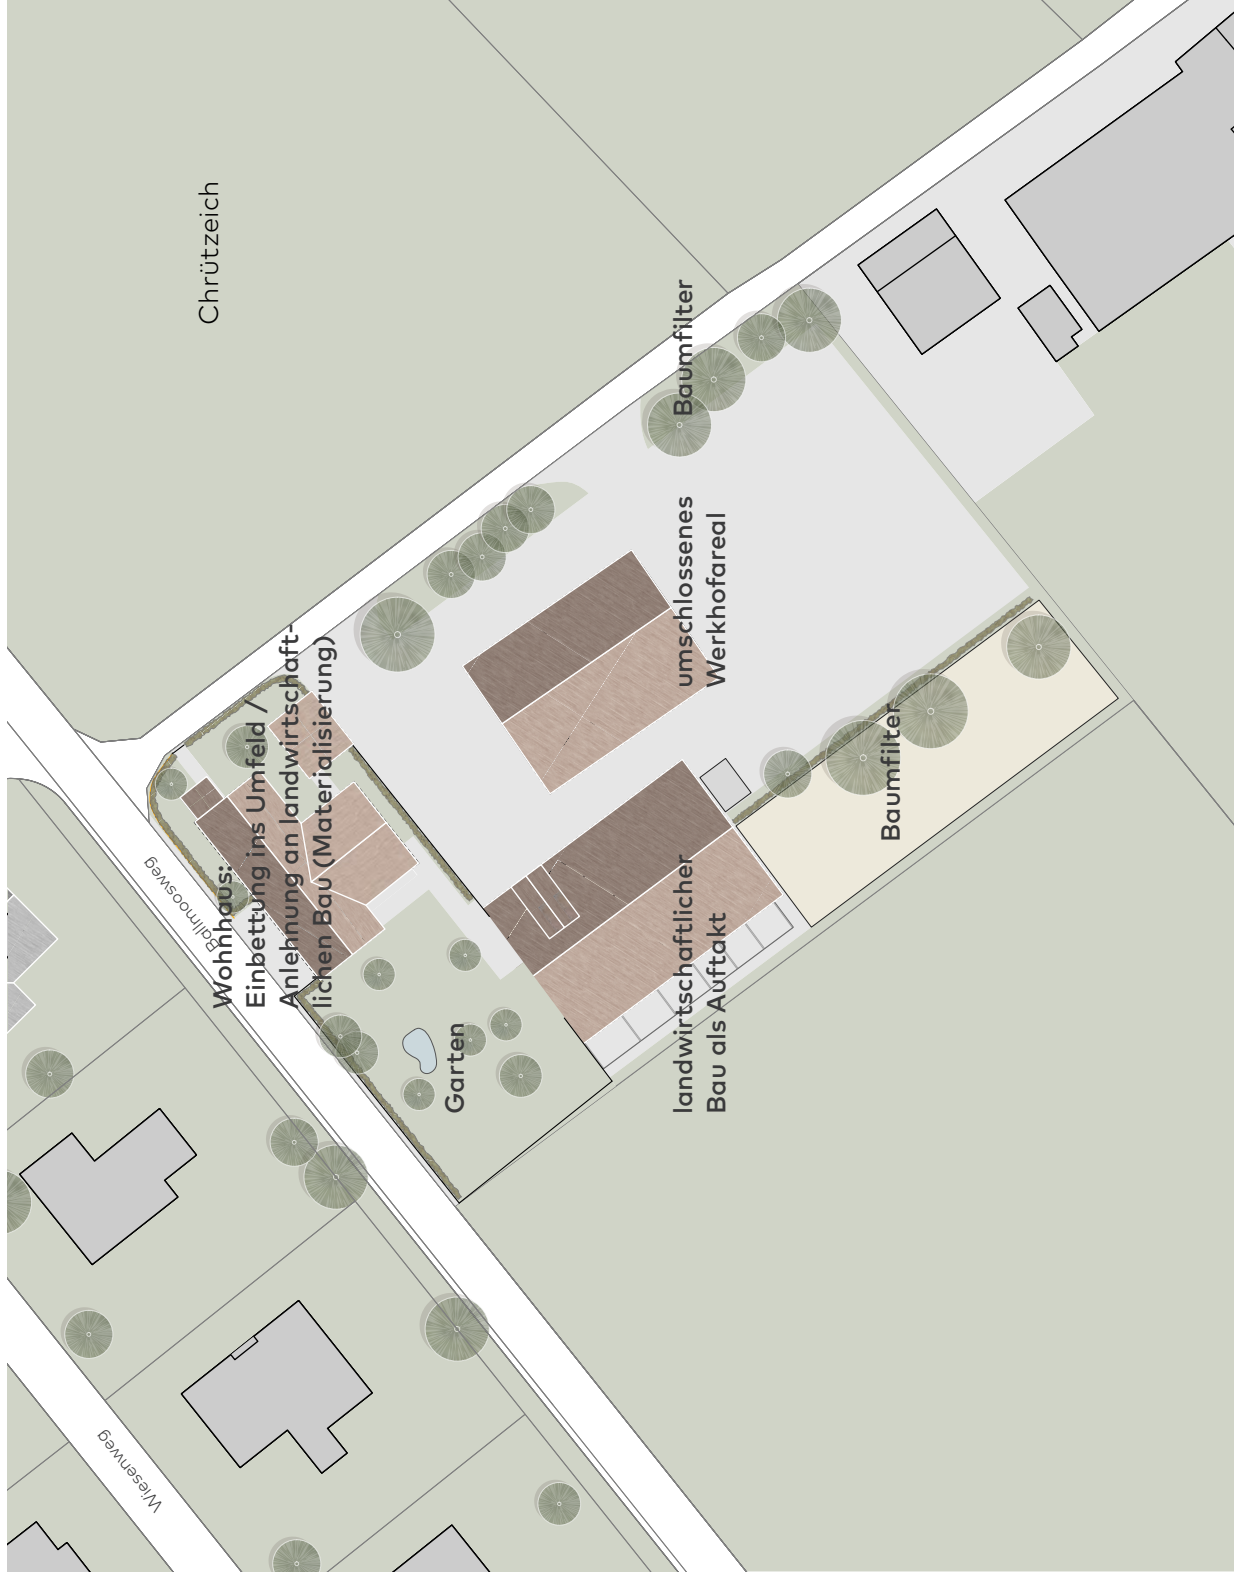 Chrützeich
Ballmoosweg
Wohnhaus:
Einbettung ins Umfeld /
Anlehnung an landwirtschaft-
lichen Bau (Materialisierung)
Wiesenweg
Garten
Baumfilter
umschlossenes
Werkhofareal
landwirtschaftlicher
Bau als Auftakt
Baumfilter